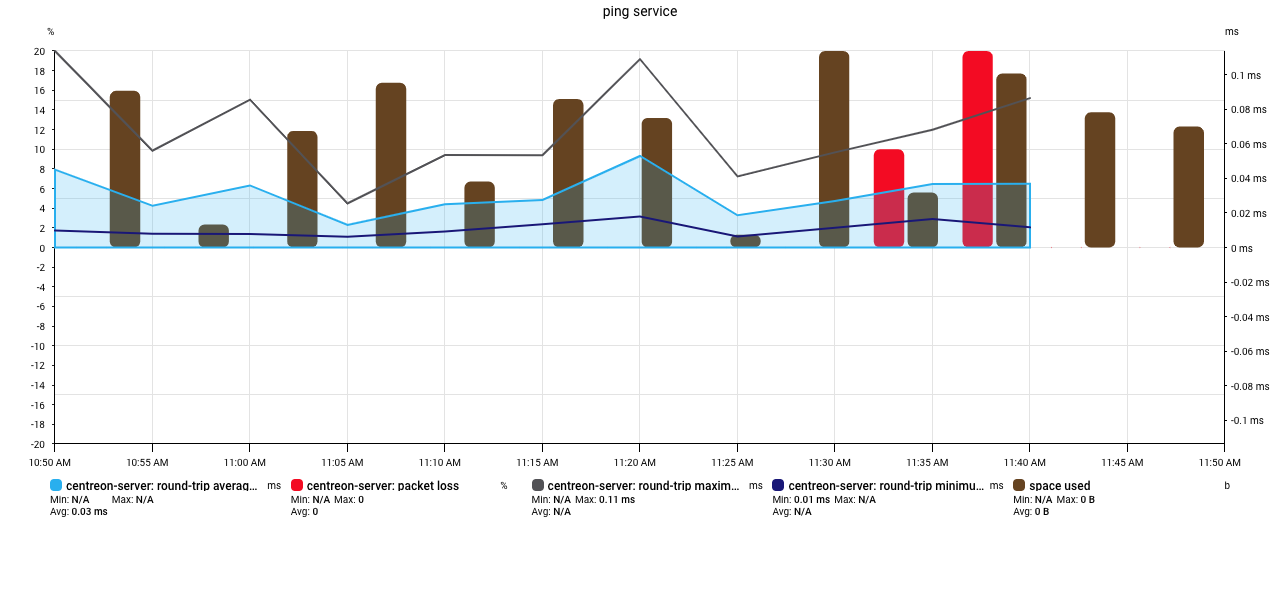 ping service
% ms
20
18
16
14
12
10
8
6
4
2
0
-2
-4
-6
-8
-10
-12
-14
-16
-18
-20
0.1 ms
0.08 ms
0.06 ms
0.04 ms
0.02 ms
0 ms
-0.02 ms
-0.04 ms
-0.06 ms
-0.08 ms
-0.1 ms
10:50 AM 10:55 AM 11:00 AM 11:05 AM 11:10 AM 11:15 AM 11:20 AM 11:25 AM 11:30 AM 11:35 AM 11:40 AM 11:45 AM 11:50 AM
centreon-server: round-trip averag... ms
Min: N/A Max: N/A
Avg: 0.03 ms
centreon-server: packet loss %
Min: N/A Max: 0
Avg: 0
centreon-server: round-trip maxim... ms
Min: N/A Max: 0.11 ms
Avg: N/A
centreon-server: round-trip minimu... ms
Min: 0.01 ms Max: N/A
Avg: N/A
space used b
Min: N/A Max: 0 B
Avg: 0 B